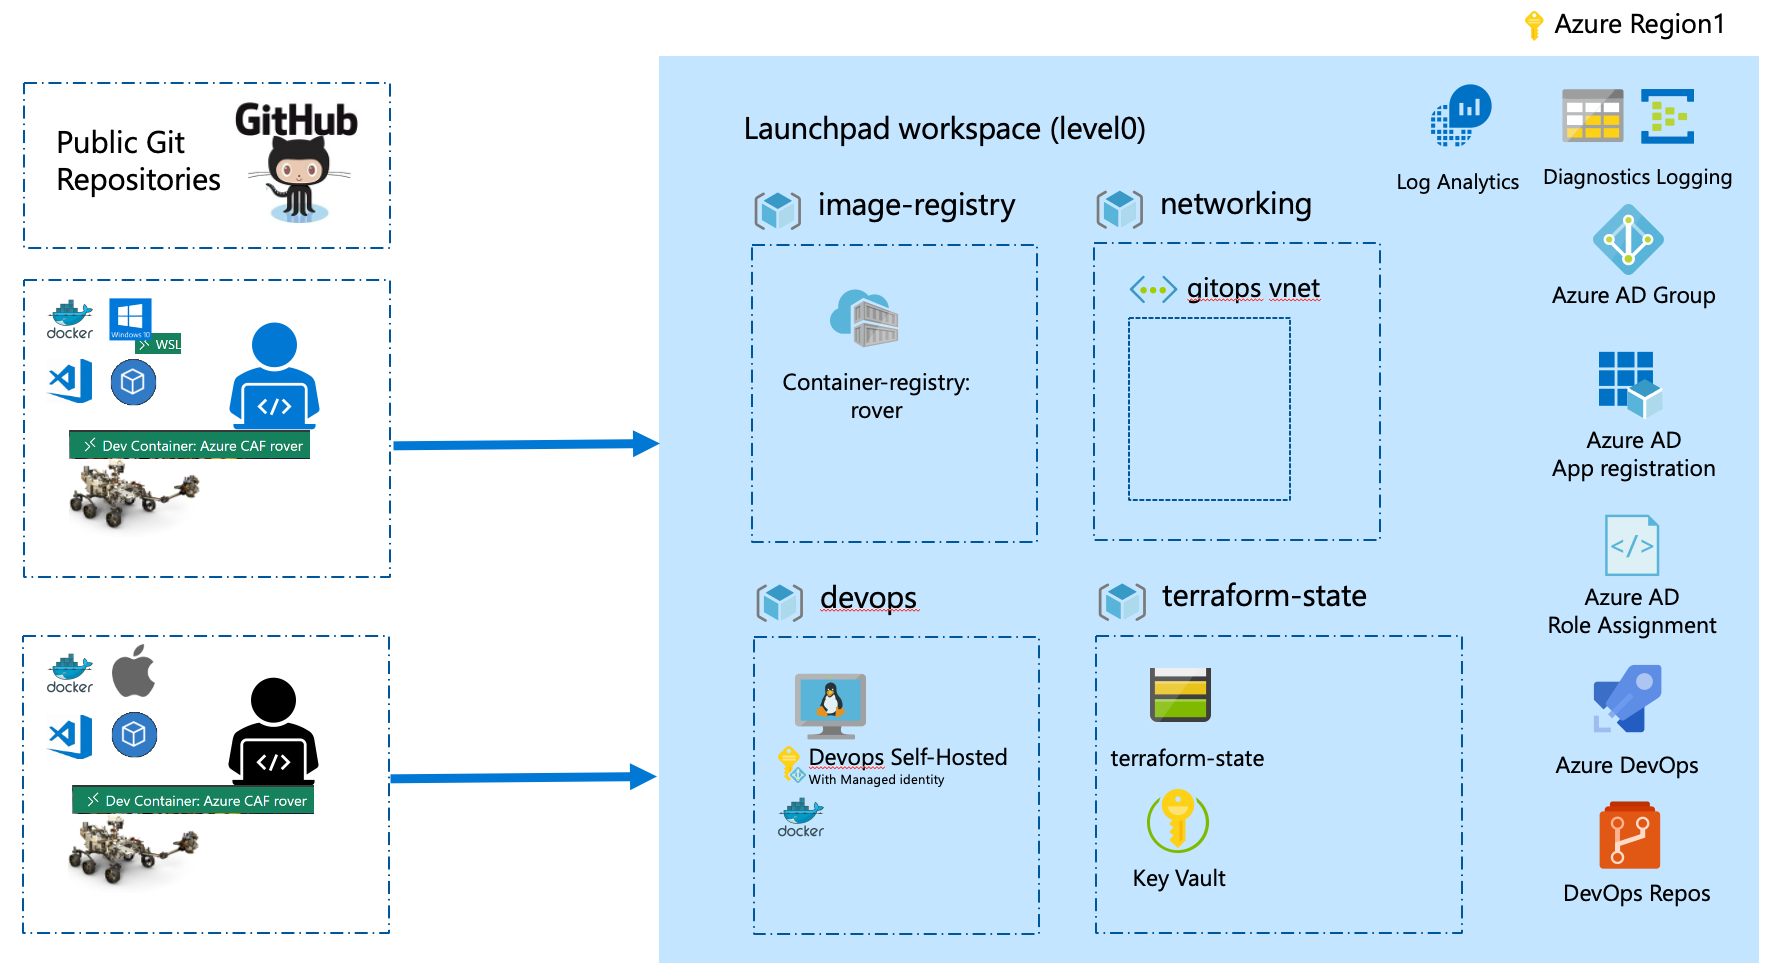 Azure Region1
Public Git
Repositories
GitHub
docker
Windows 10
WSL
Dev Container: Azure CAF rover
docker
Dev Container: Azure CAF rover
Launchpad workspace (level0)
image-registry
Container-registry:
rover
networking
gitops vnet
devops
Devops Self-Hosted
With Managed identity
docker
terraform-state
terraform-state
Key Vault
Log Analytics
Diagnostics Logging
Azure AD Group
Azure AD
App registration
Azure AD
Role Assignment
Azure DevOps
DevOps Repos